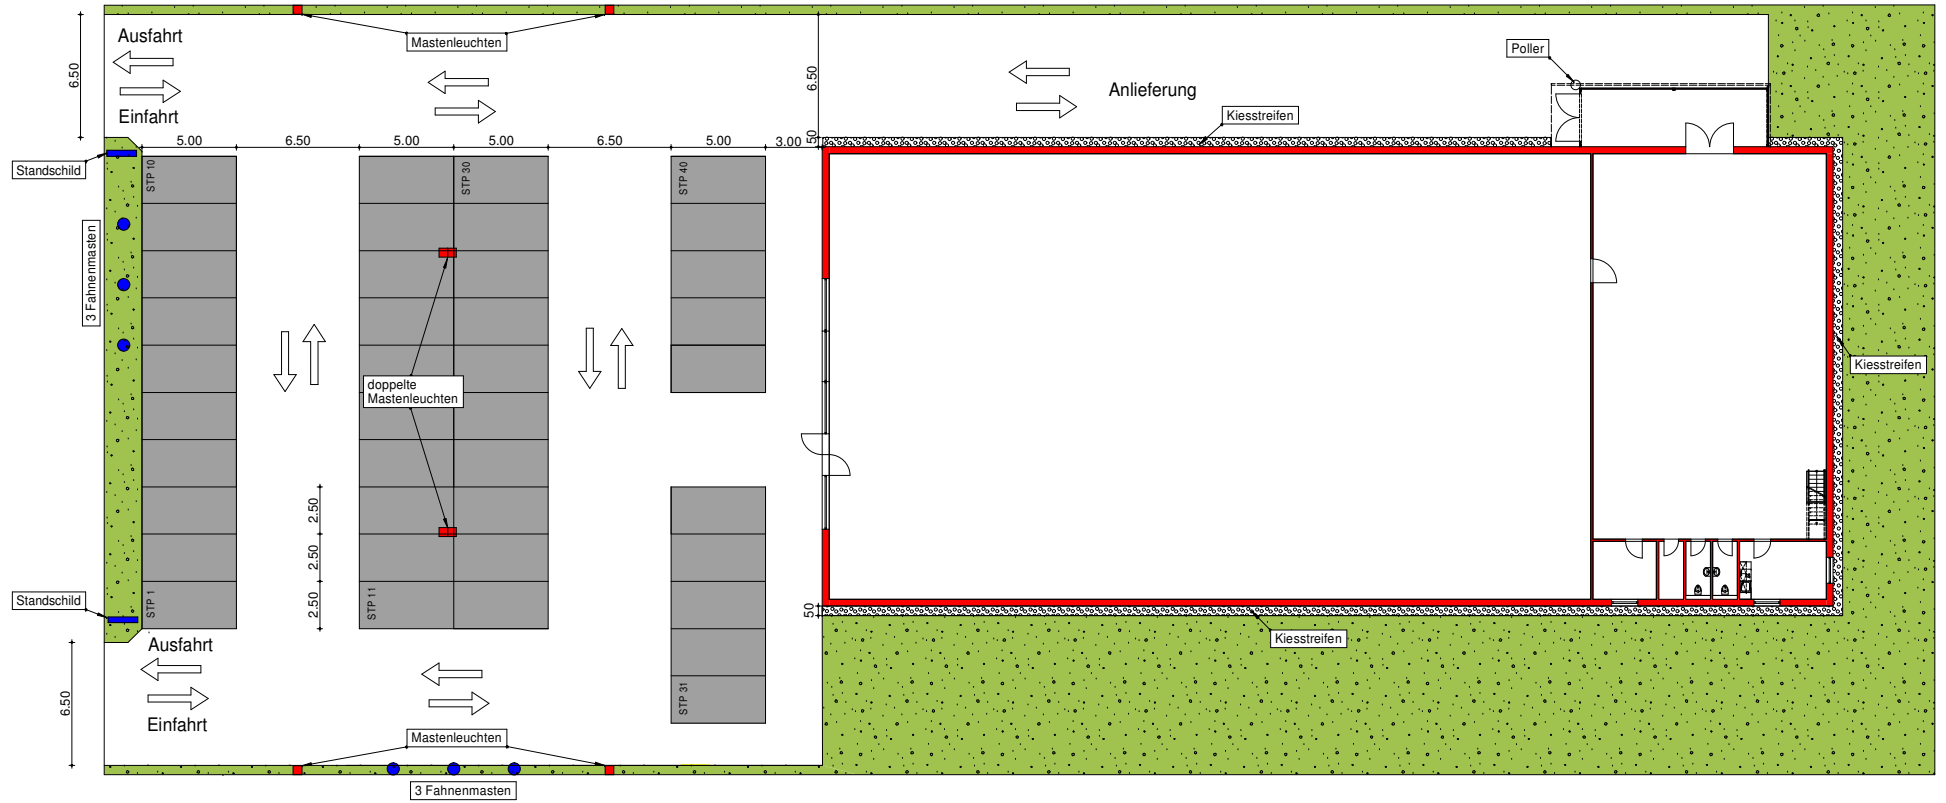 Ausfahrt
Mastenleuchten
6.50
6.50
Einfahrt
Anlieferung
Poller
Kiesstreifen
5.00
6.50
5.00
5.00
6.50
5.00
3.00
.50
Standschild
STP 10
STP 30
STP 40
3 Fahnenmasten
doppelte
Mastenleuchten
Kiesstreifen
2.50
2.50
2.50
Standschild
STP 1
STP 11
.50
Kiesstreifen
Ausfahrt
STP 31
6.50
Einfahrt
Mastenleuchten
3 Fahnenmasten